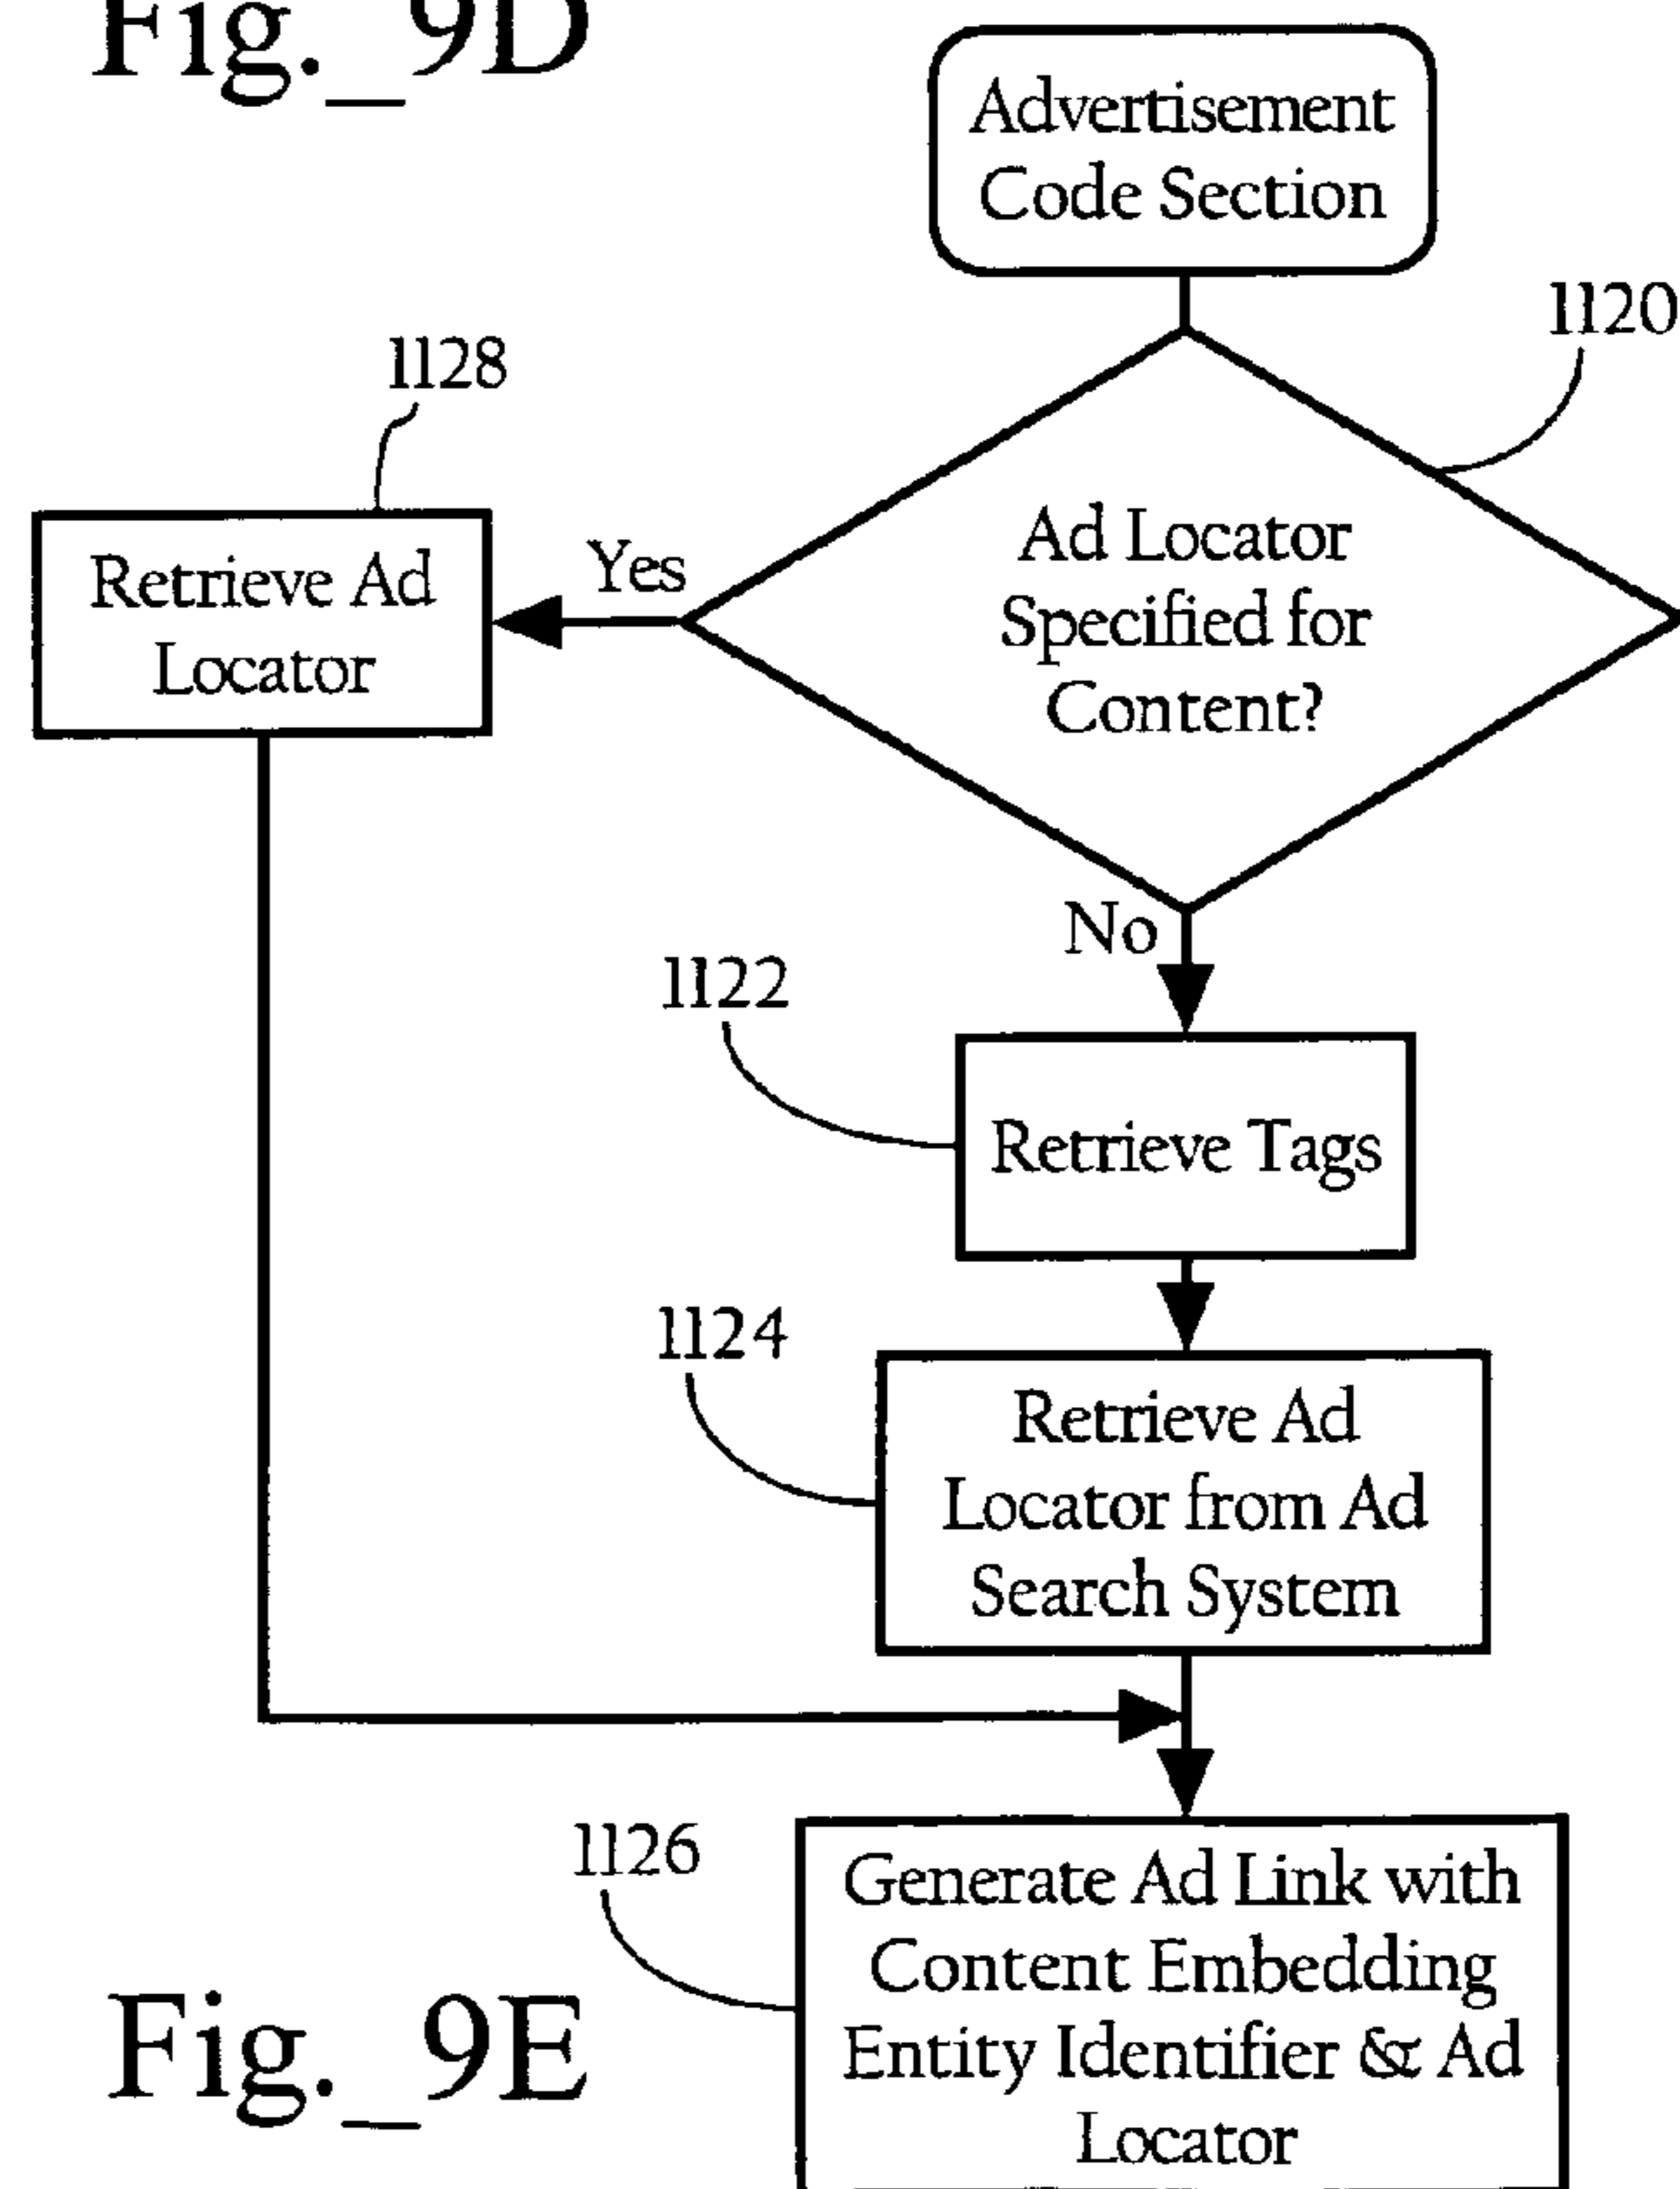 Fig._9D
Advertisement
Code Section
1120
1128
Ad Locator
Specified for
Content?
Yes
Retrieve Ad
Locator
No
1122
Retrieve Tags
1124
Retrieve Ad
Locator from Ad
Search System
1126
Generate Ad Link with
Content Embedding
Entity Identifier & Ad
Locator
Fig._9E